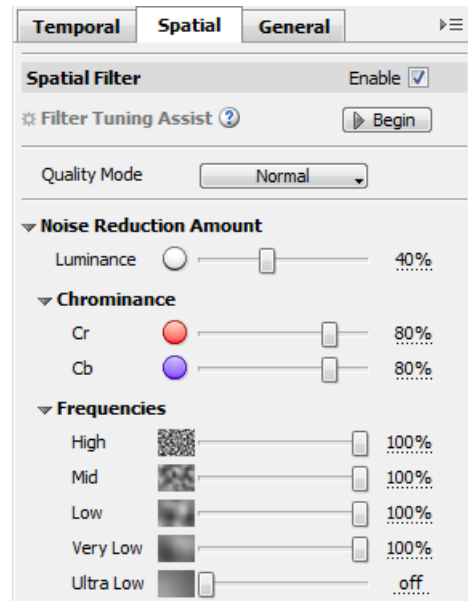 Temporal Spatial General
Spatial Filter Enable
Filter Tuning Assist ? Begin
Quality Mode Normal
Noise Reduction Amount
Luminance 40%
Chrominance
Cr 80%
Cb 80%
Frequencies
High 100%
Mid 100%
Low 100%
Very Low 100%
Ultra Low off